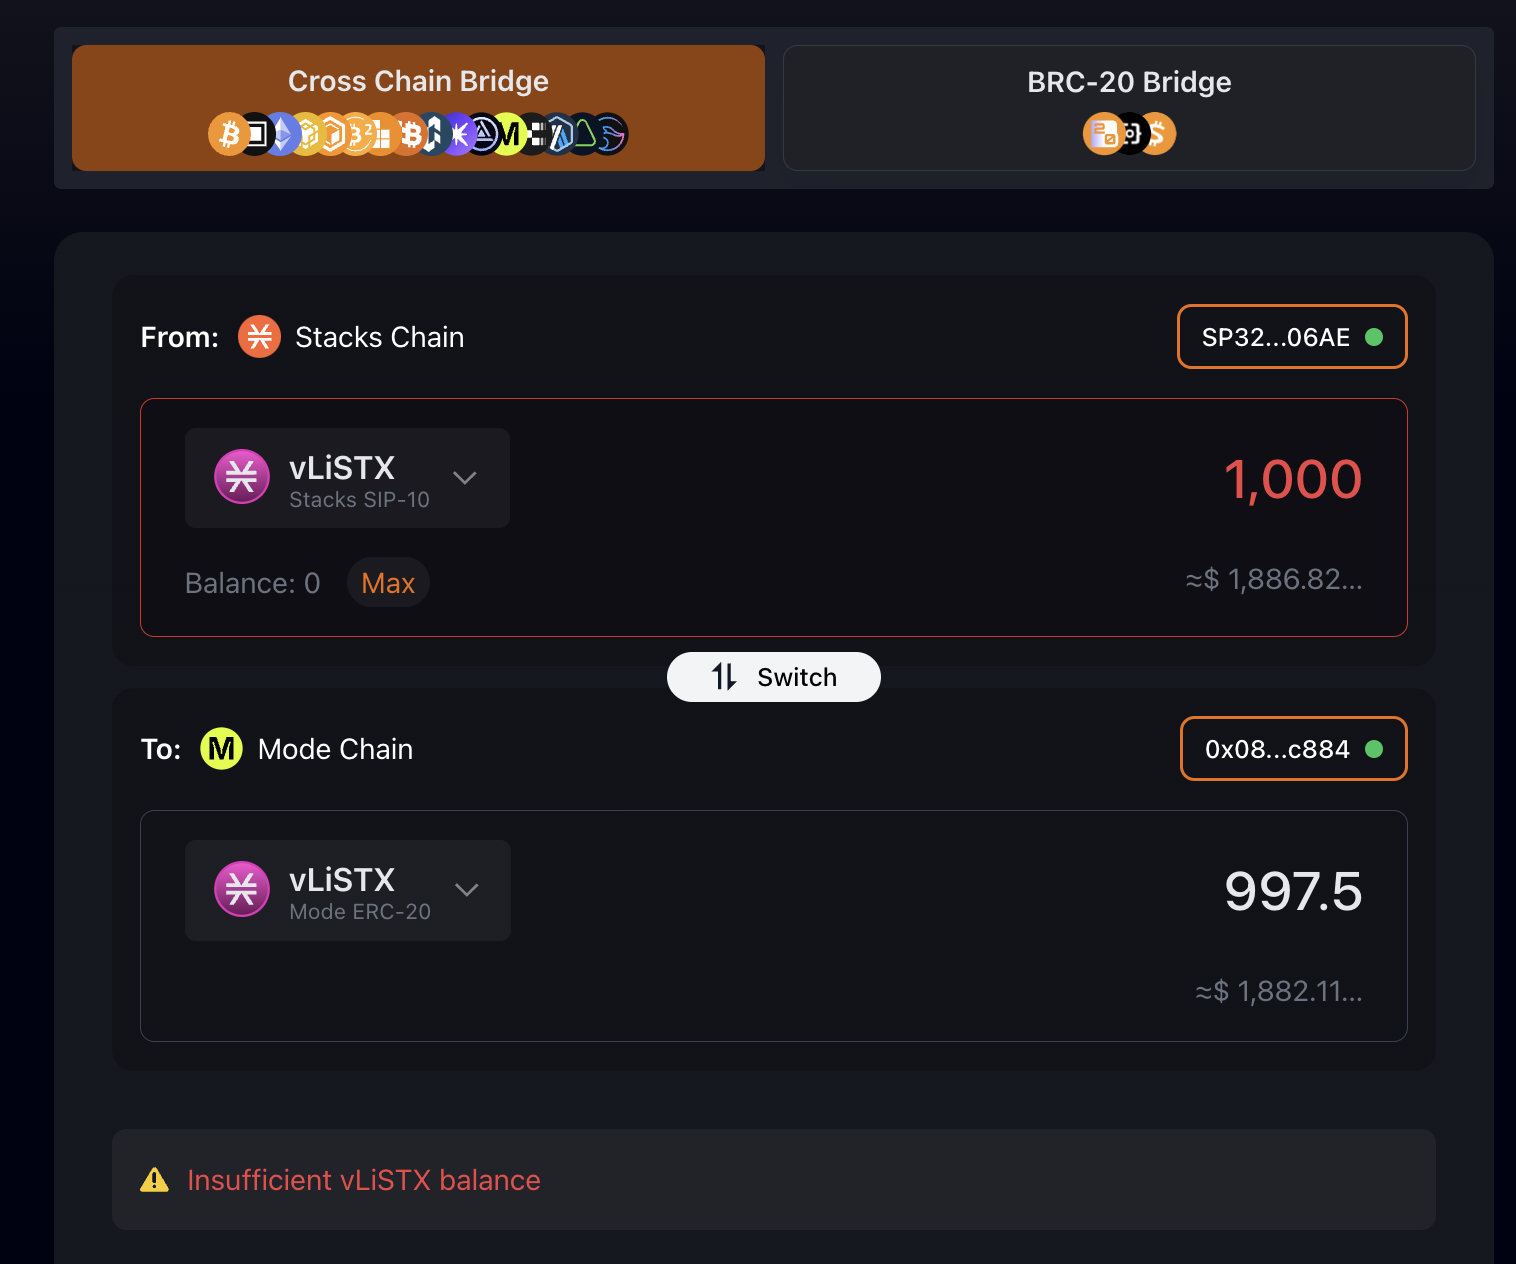 Cross Chain Bridge
BRC-20 Bridge
From: Stacks Chain
SP32...06AE
vLiSTX
Stacks SIP-10
1,000
Balance: 0 Max
≈$ 1,886.82...
Switch
To: M Mode Chain
0x08...c884
vLiSTX
Mode ERC-20
997.5
≈$ 1,882.11...
Insufficient vLiSTX balance